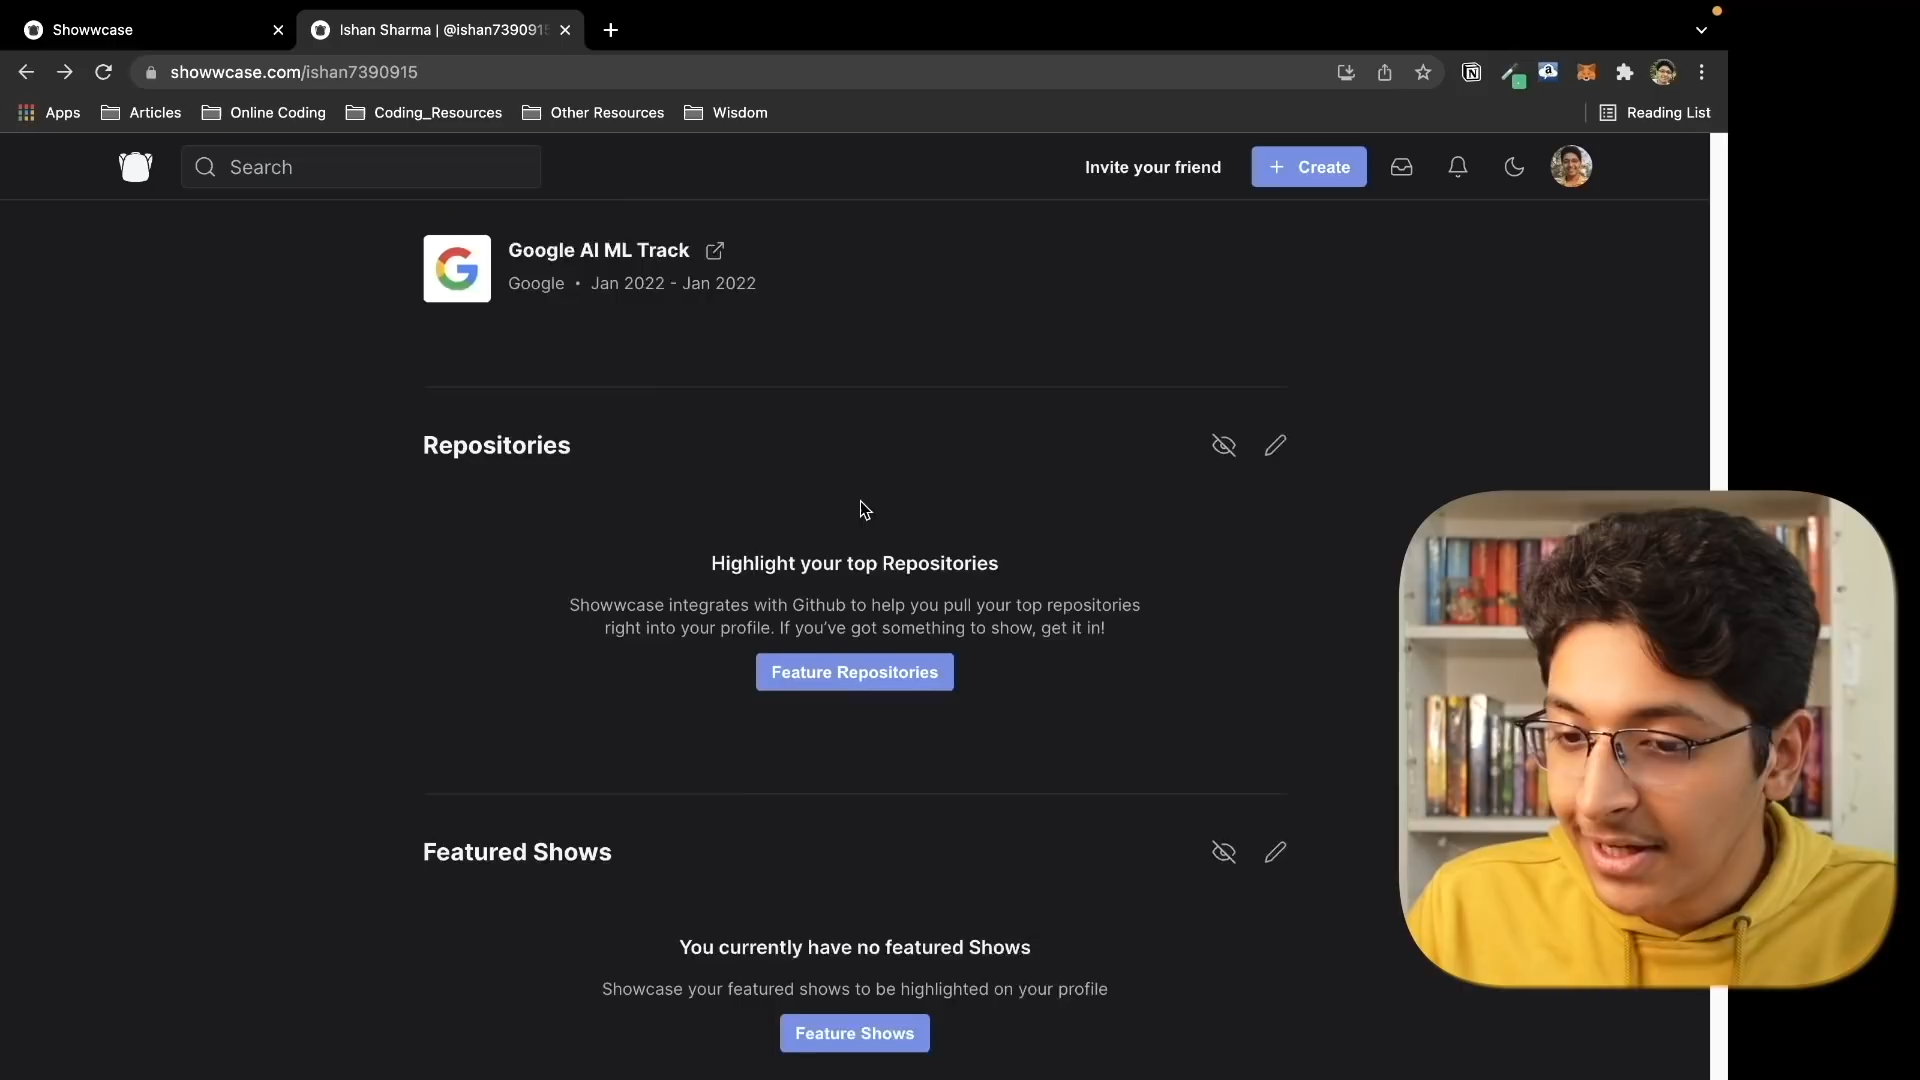 Showwcase
Ishan Sharma | @ishan7390915
showwcase.com/ishan7390915
Apps
Articles
Online Coding
Coding_Resources
Other Resources
Wisdom
Reading List
Search
Invite your friend
+ Create
Google AI ML Track
Google • Jan 2022 - Jan 2022
Repositories
Highlight your top Repositories
Showwcase integrates with Github to help you pull your top repositories
right into your profile. If you’ve got something to show, get it in!
Feature Repositories
Featured Shows
You currently have no featured Shows
Showcase your featured shows to be highlighted on your profile
Feature Shows